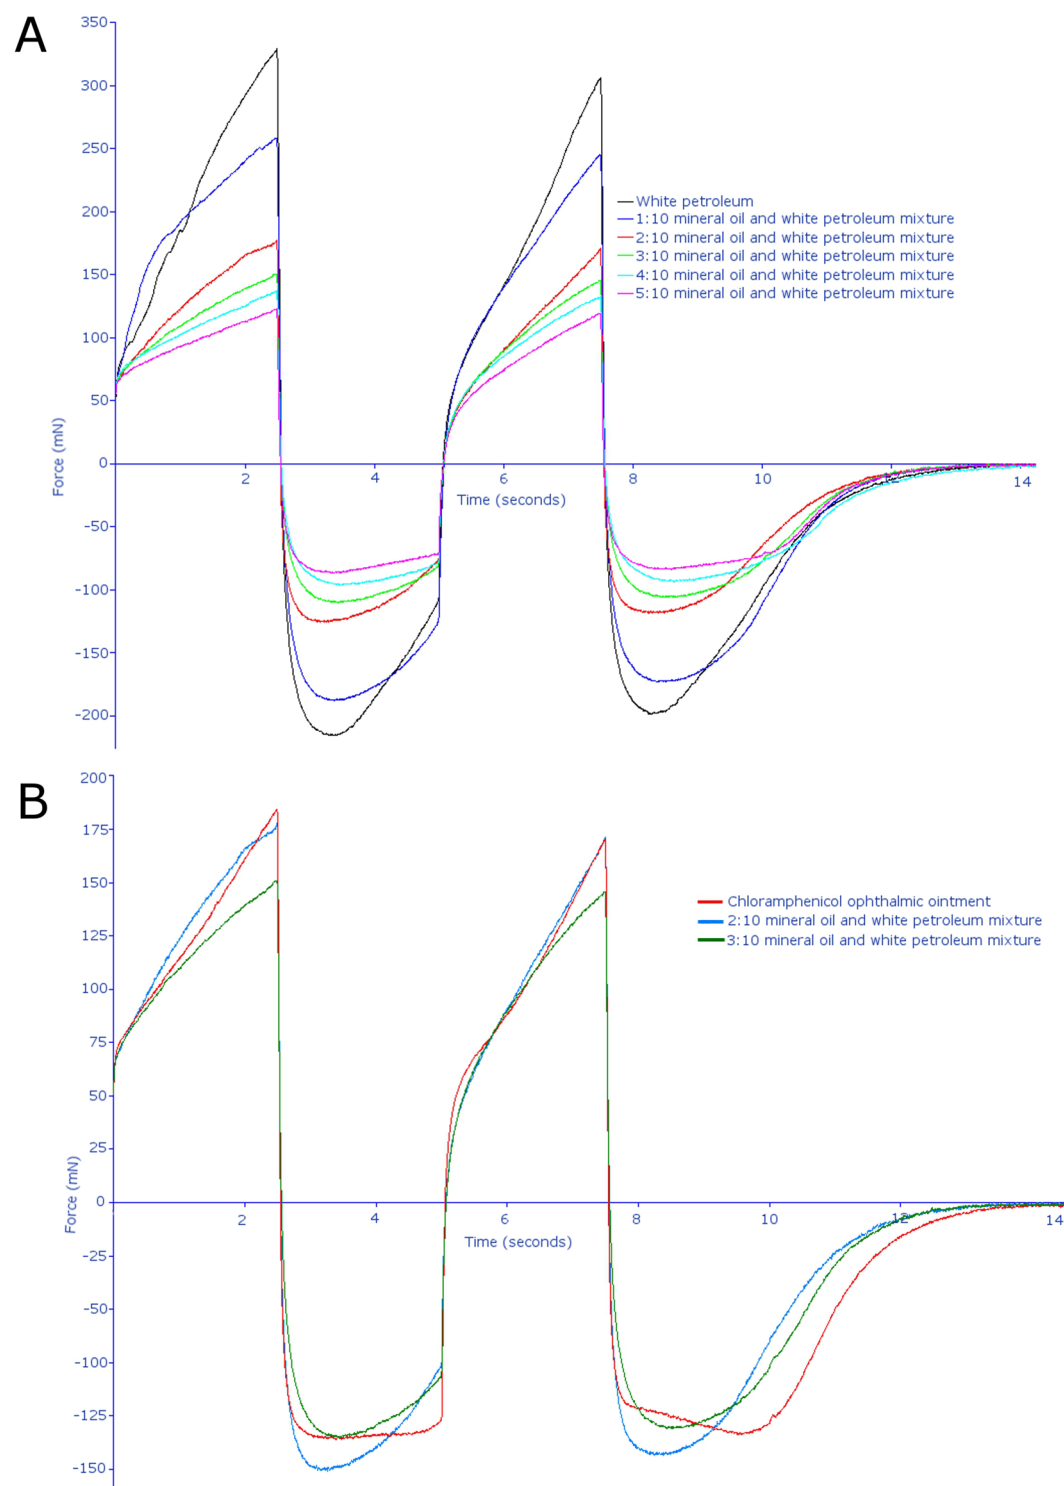 A
350
300
250
200
150
100
50
0
-50
-100
-150
-200
Force (mN)
2
4
6
8
10
12
14
Time (seconds)
White petroleum
1:10 mineral oil and white petroleum mixture
2:10 mineral oil and white petroleum mixture
3:10 mineral oil and white petroleum mixture
4:10 mineral oil and white petroleum mixture
5:10 mineral oil and white petroleum mixture
B
200
175
150
125
100
75
50
25
0
-25
-50
-75
-100
-125
-150
Force (mN)
2
4
6
8
10
12
14
Time (seconds)
Chloramphenicol ophthalmic ointment
2:10 mineral oil and white petroleum mixture
3:10 mineral oil and white petroleum mixture